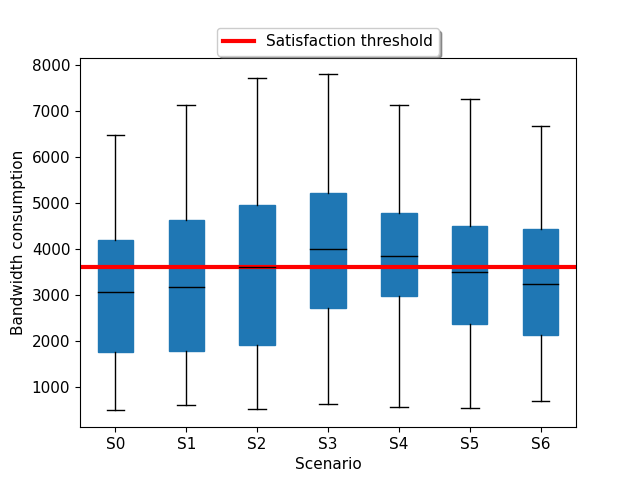 Satisfaction threshold
8000
7000
6000
5000
4000
3000
2000
1000
Bandwidth consumption
S0 S1 S2 S3 S4 S5 S6
Scenario